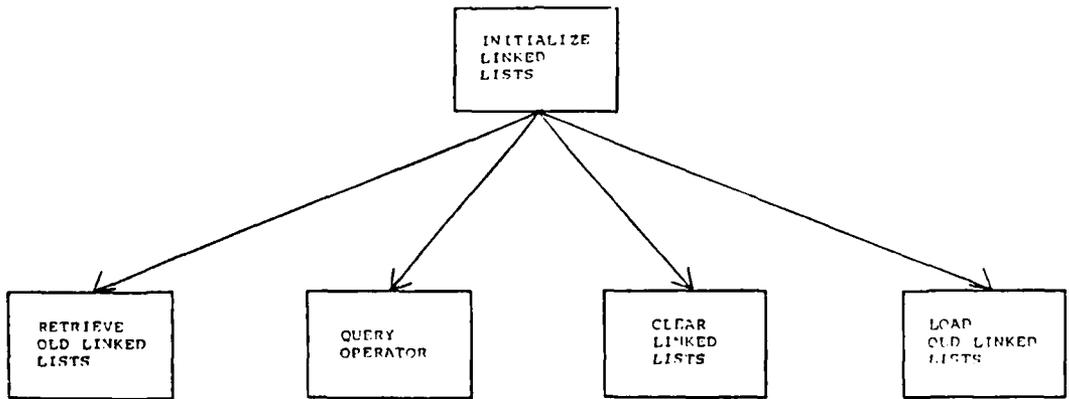 INITIALIZE
LINKED
LISTS
RETRIEVE
OLD LINKED
LISTS
QUERY
OPERATOR
CLEAR
LINKED
LISTS
LOAD
OLD LINKED
LISTS